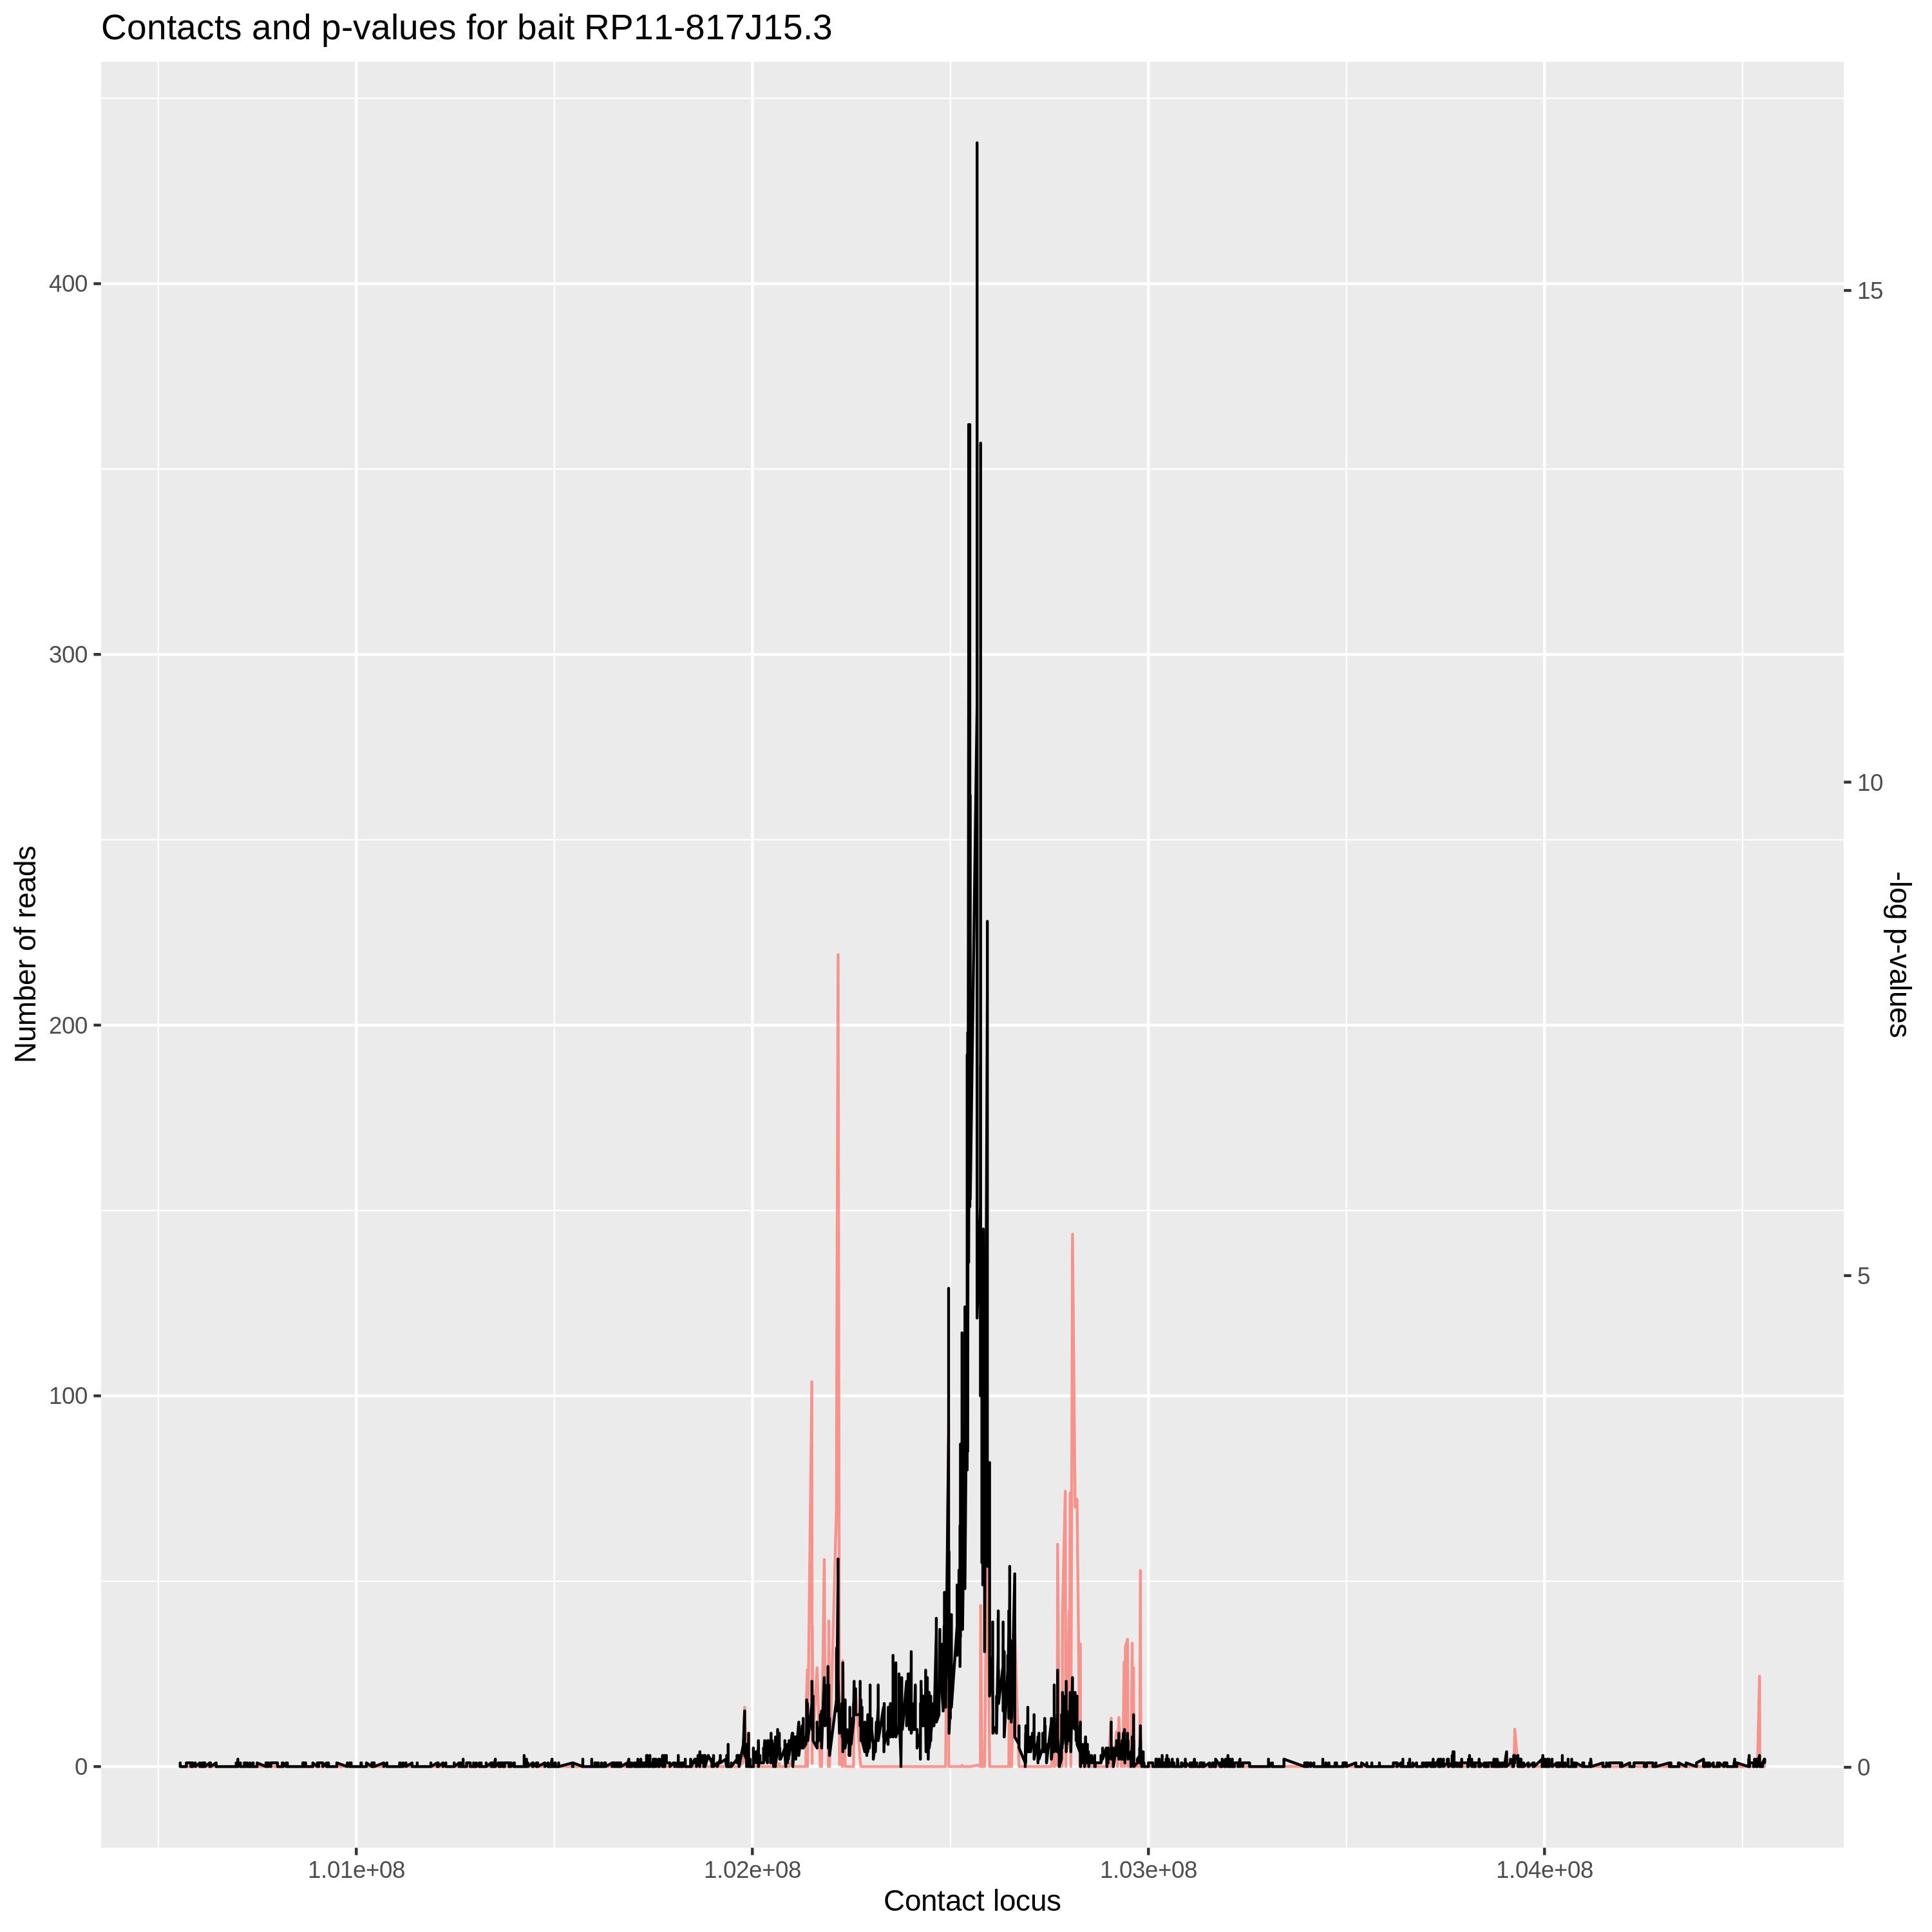 Contacts and p-values for bait RP11-817J15.3
400
300
200
100
0
Number of reads
15
10
5
0
-log p-values
1.01e+08
1.02e+08
1.03e+08
1.04e+08
Contact locus